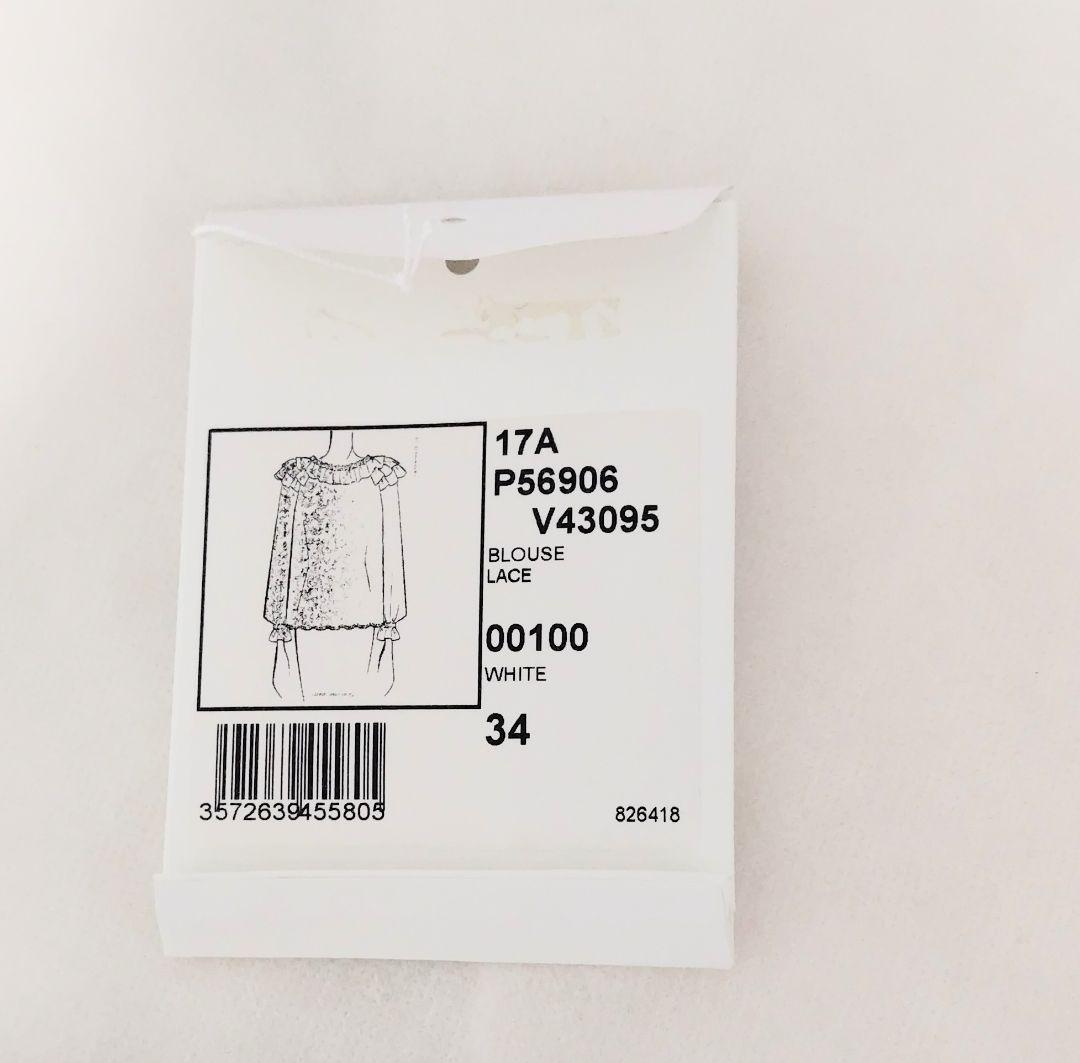 17A
P56906
V43095
BLOUSE
LACE
00100
WHITE
34
3572639455805
826418